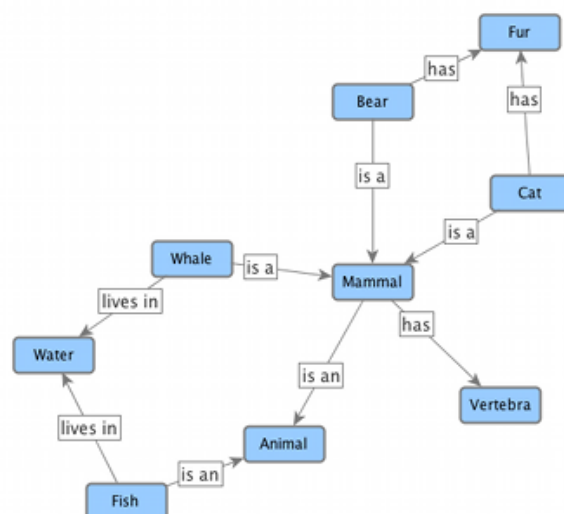 Fur
has
Bear
has
is a
Cat
is a
Whale
is a
Mammal
lives in
has
Water
is an
Vertebra
lives in
Animal
is an
Fish